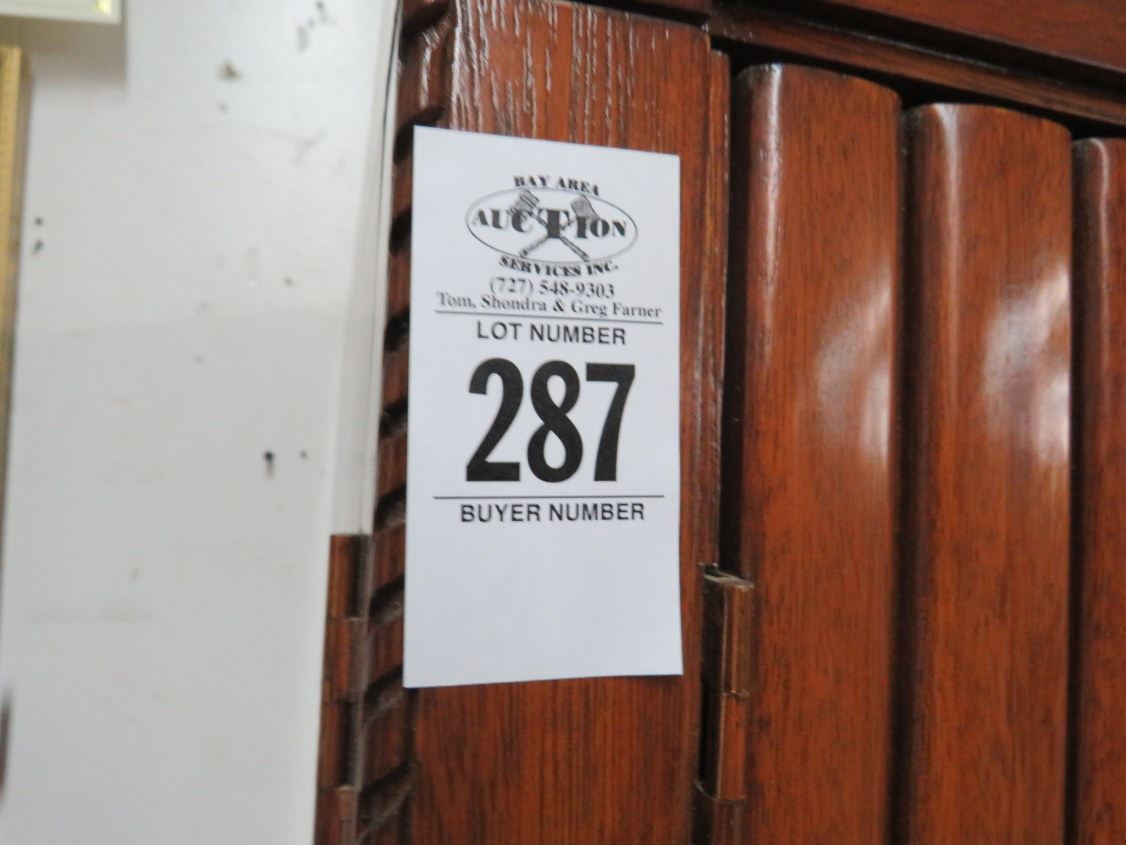 BAY AREA
AUCTION
SERVICES INC.
(727) 548-9303
Tom, Shondra & Greg Farner
LOT NUMBER
287
BUYER NUMBER